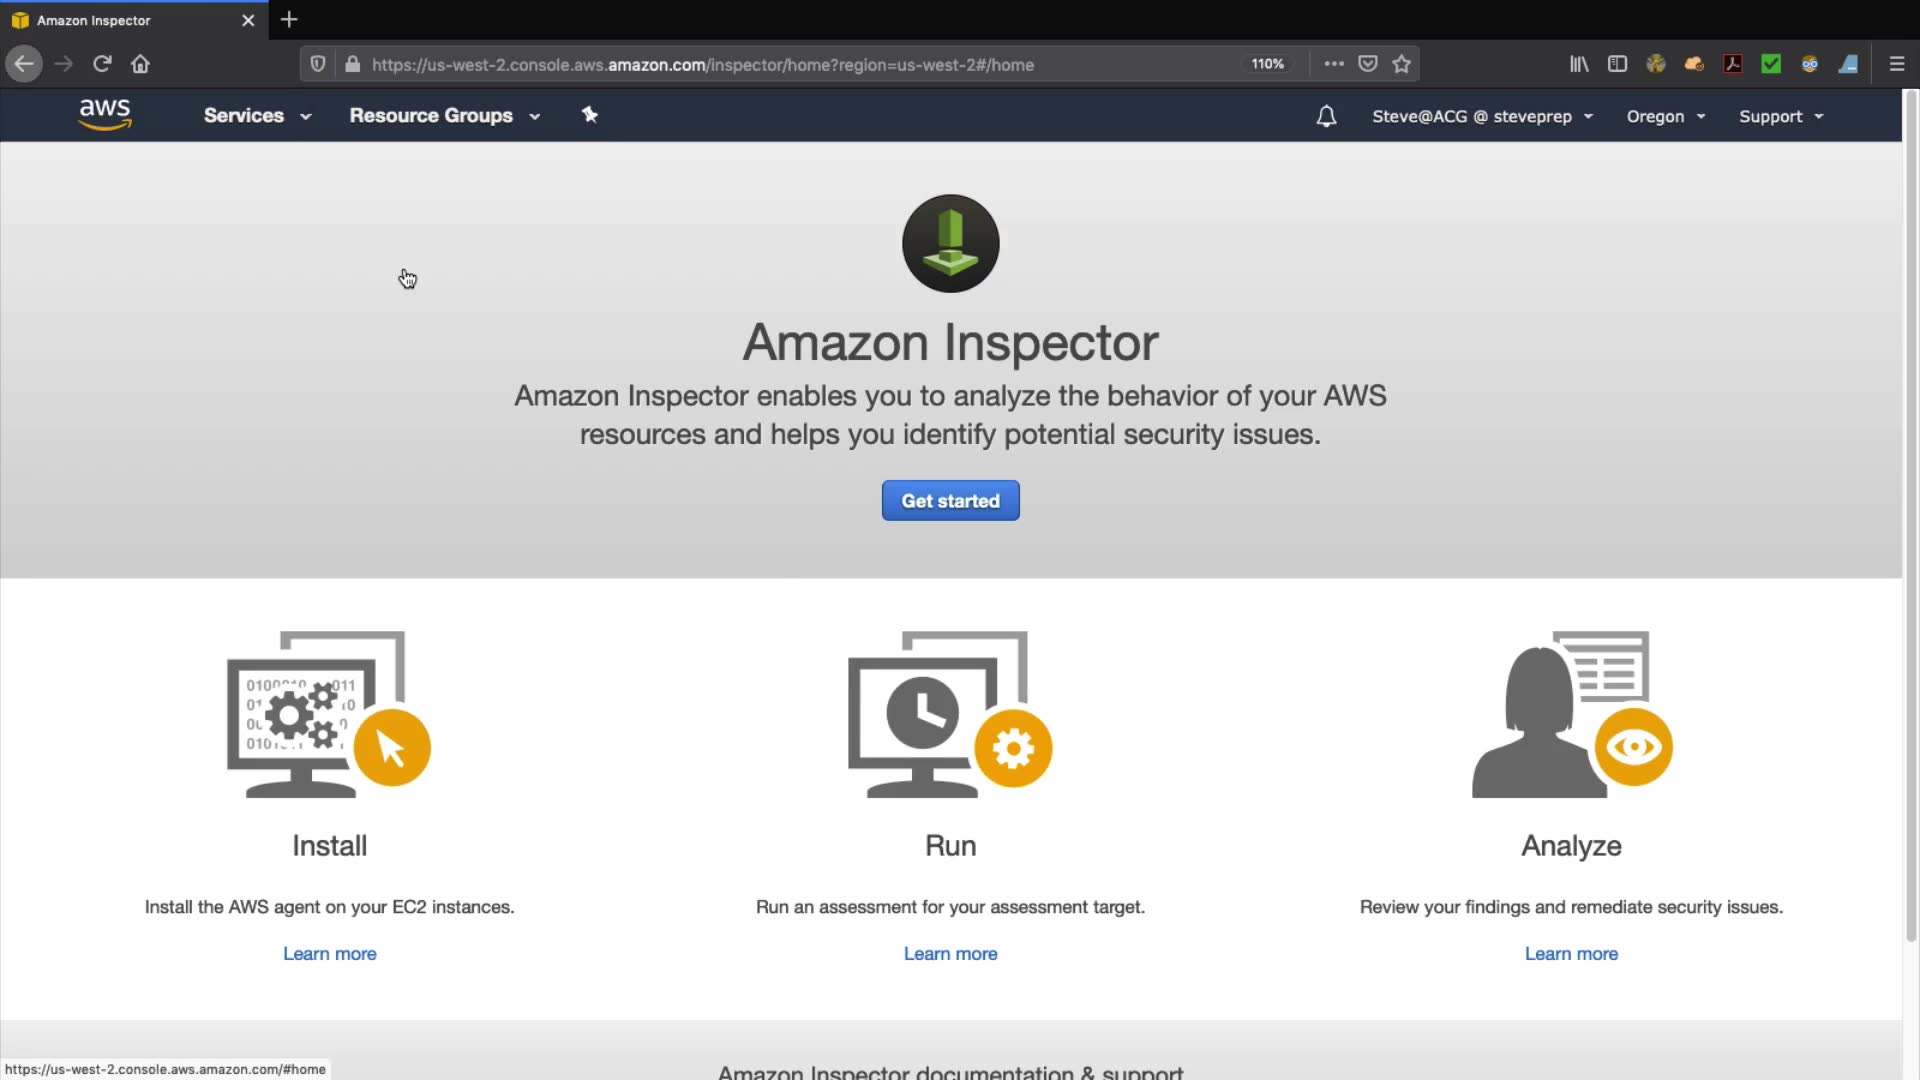 Amazon Inspector
https://us-west-2.console.aws.amazon.com/inspector/home?region=us-west-2#/home
110%
aws
Services
Resource Groups
Steve@ACG @ steveprep
Oregon
Support
Amazon Inspector
Amazon Inspector enables you to analyze the behavior of your AWS
resources and helps you identify potential security issues.
Get started
Install
Run
Analyze
Install the AWS agent on your EC2 instances.
Run an assessment for your assessment target.
Review your findings and remediate security issues.
Learn more
Learn more
Learn more
Amazon Inspector documentation & support
https://us-west-2.console.aws.amazon.com/#home